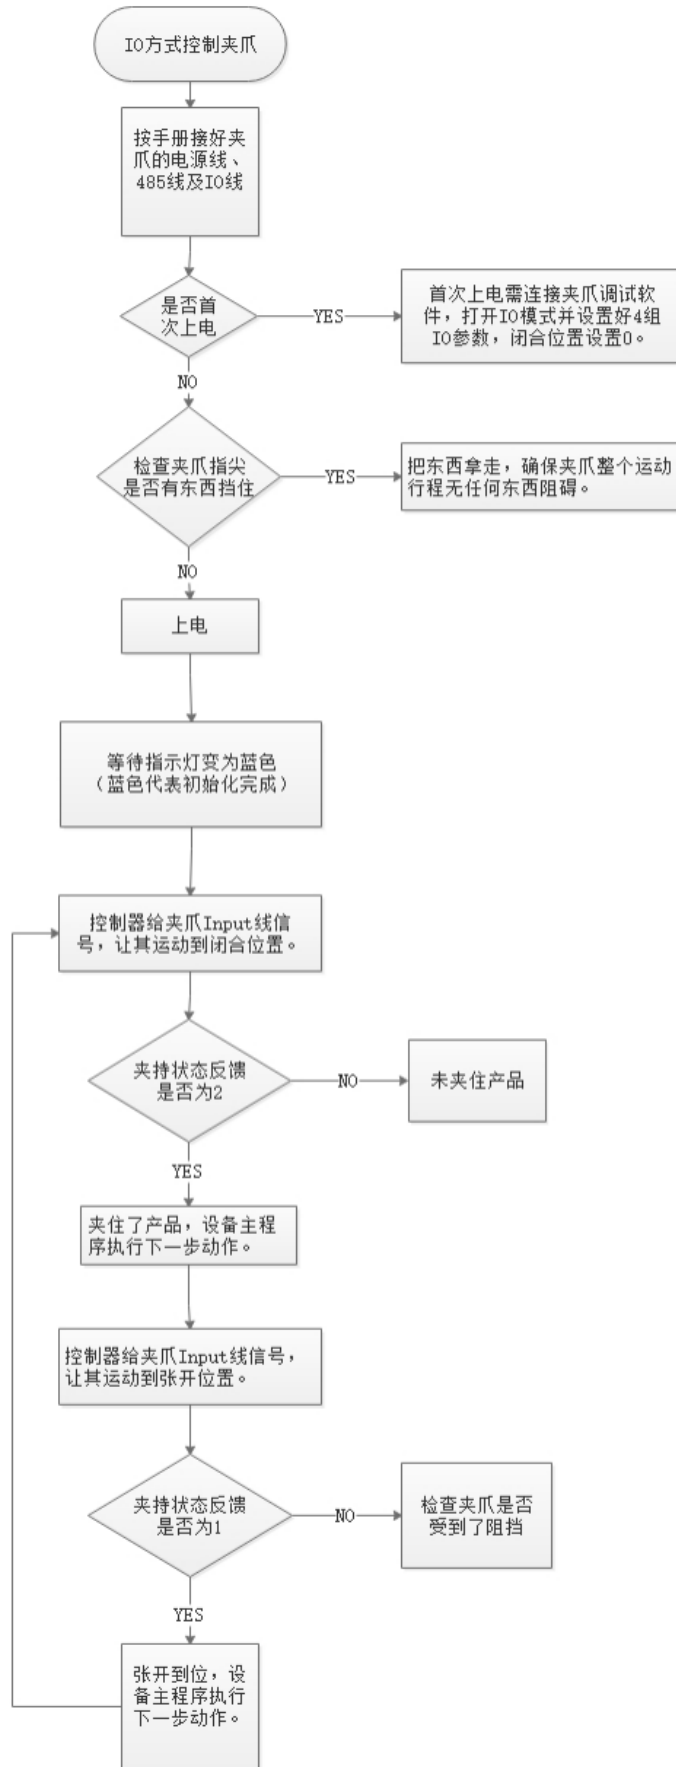 IO方式控制夹爪
按手册接好夹
爪的电源线、
485线及IO线
是否首
次上电
YES
首次上电需连接夹爪调试软
件，打开IO模式并设置好4组
IO参数，闭合位置设置0。
NO
检查夹爪指尖
是否有东西挡住
YES
把东西拿走，确保夹爪整个运动
行程无任何东西阻碍。
NO
上电
等待指示灯变为蓝色
（蓝色代表初始化完成）
控制器给夹爪Input线信
号，让其运动到闭合位置。
夹持状态反馈
是否为2
NO
未夹住产品
YES
夹住了产品，设备主程
序执行下一步动作。
控制器给夹爪Input线信号，
让其运动到张开位置。
夹持状态反馈
是否为1
NO
检查夹爪是否
受到了阻挡
YES
张开到位，设
备主程序执行
下一步动作。